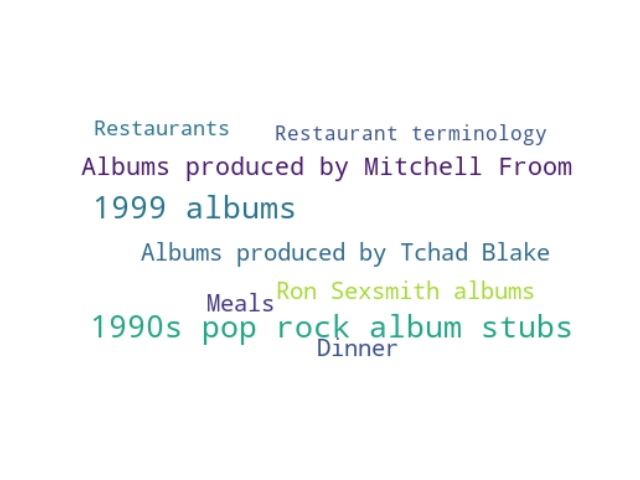 Restaurants
Restaurant terminology
Albums produced by Mitchell Froom
1999 albums
Albums produced by Tchad Blake
Ron Sexsmith albums
Meals
1990s pop rock album stubs
Dinner